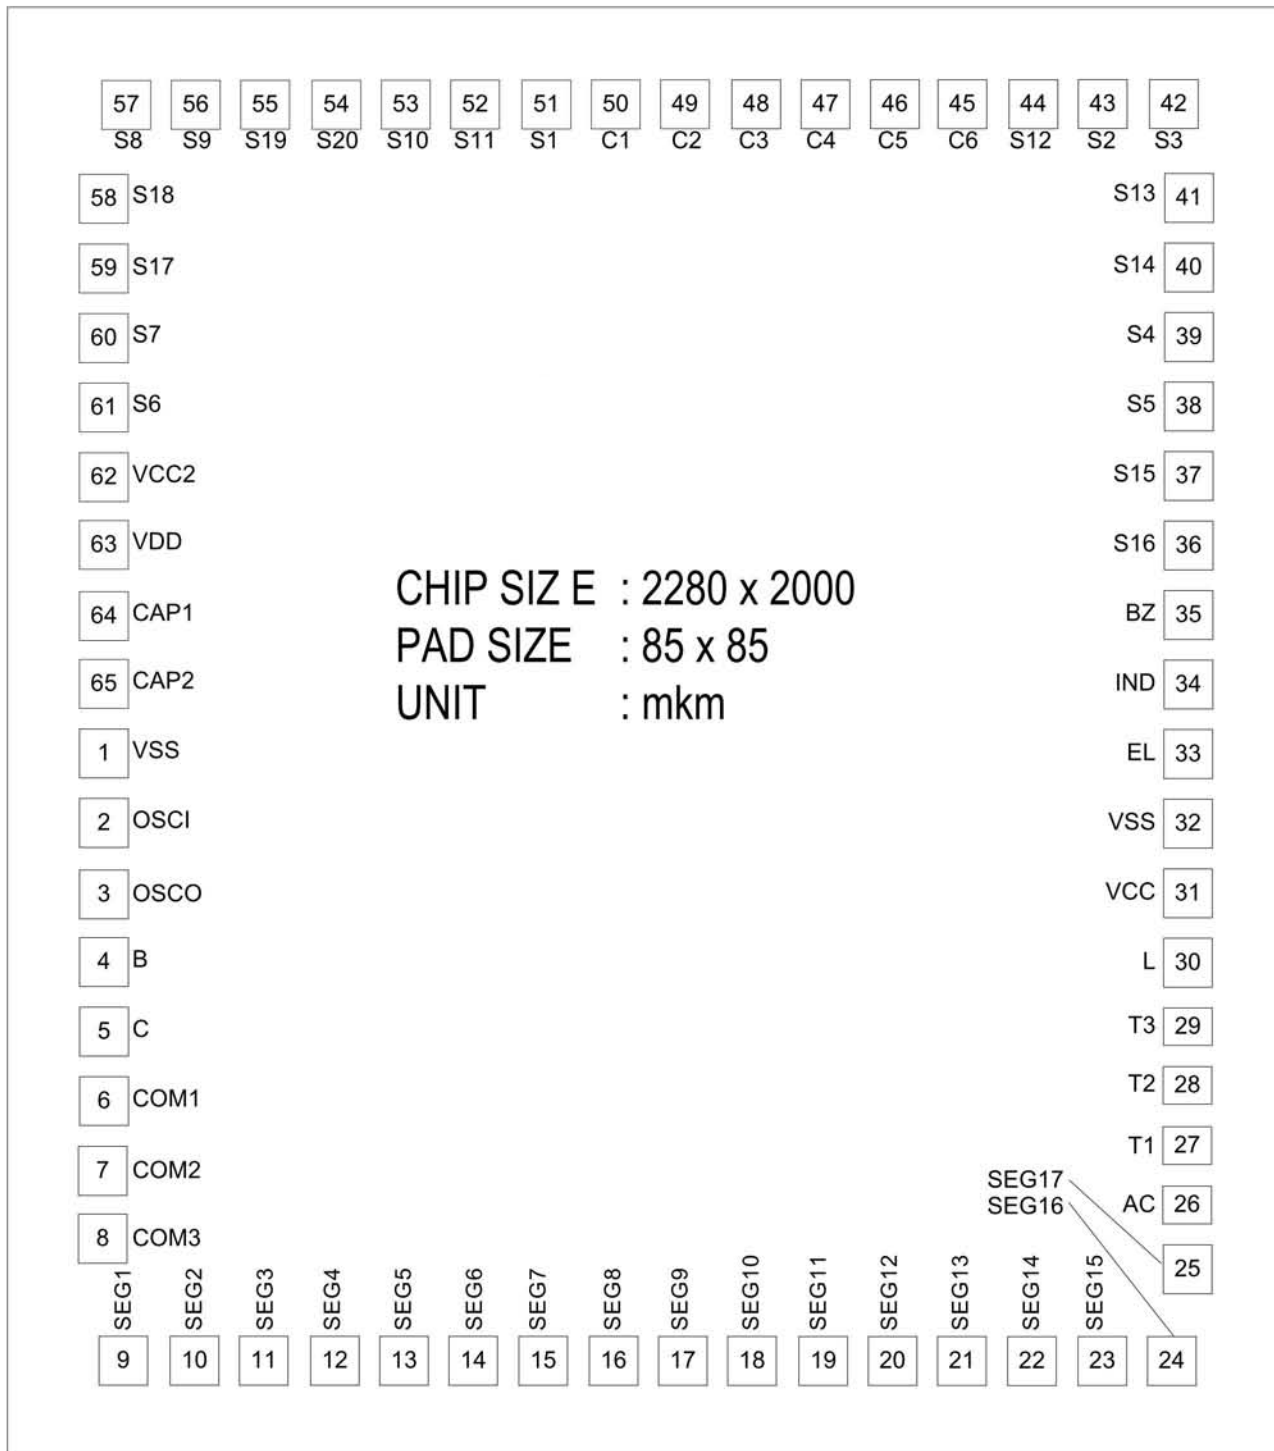 57 56 55 54 53 52 51 50 49 48 47 46 45 44 43 42
S8 S9 S19 S20 S10 S11 S1 C1 C2 C3 C4 C5 C6 S12 S2 S3
58 S18 S13 41
59 S17 S14 40
60 S7 S4 39
61 S6 S5 38
62 VCC2 S15 37
63 VDD S16 36
CHIP SIZ E : 2280 x 2000
64 CAP1 BZ 35
PAD SIZE : 85 x 85
65 CAP2 IND 34
UNIT : mkm
1 VSS EL 33
2 OSCI VSS 32
3 OSCO VCC 31
4 B L 30
5 C T3 29
6 COM1 T2 28
7 COM2 T1 27
SEG17
SEG16 AC 26
8 COM3 25
SEG1 SEG2 SEG3 SEG4 SEG5 SEG6 SEG7 SEG8 SEG9 SEG10 SEG11 SEG12 SEG13 SEG14 SEG15
9 10 11 12 13 14 15 16 17 18 19 20 21 22 23 24